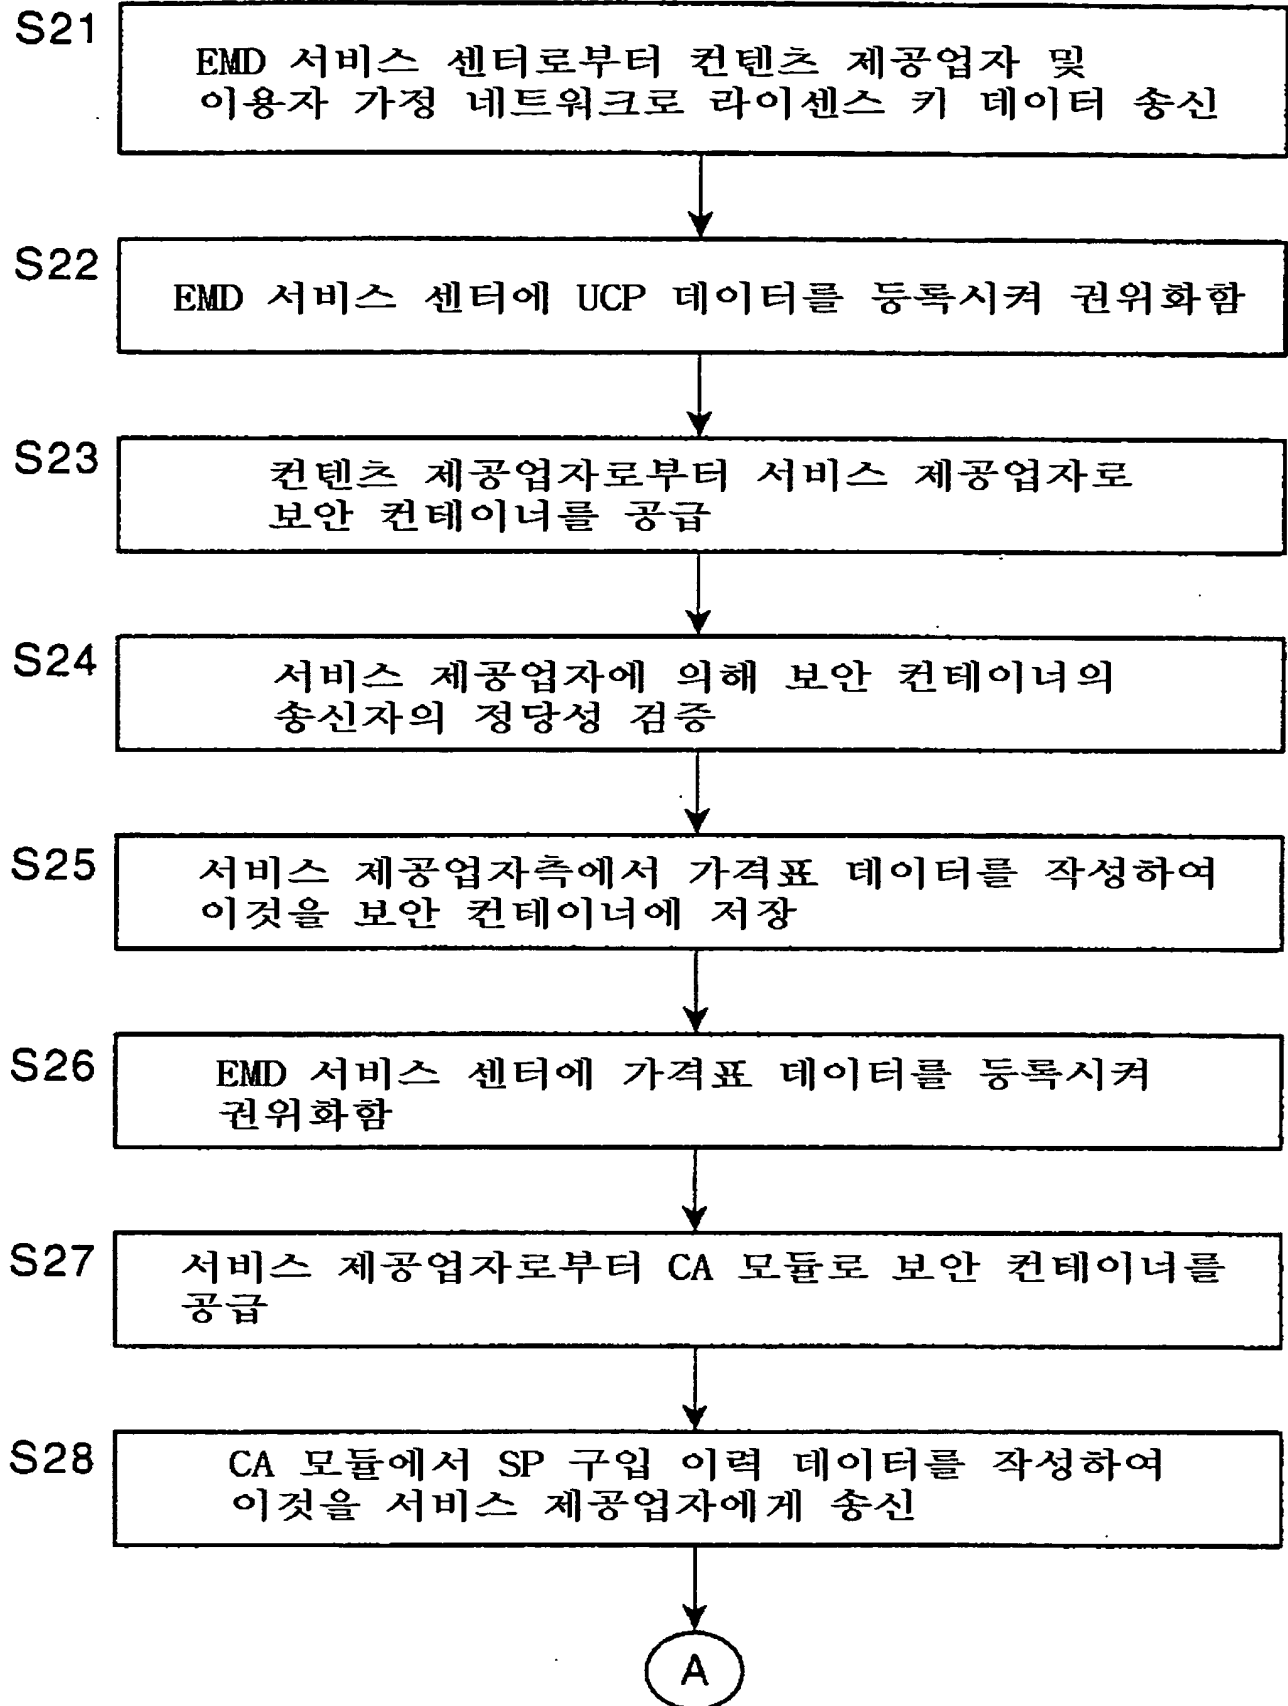 S21
EMD 서비스 센터로부터 컨텐츠 제공업자 및
이용자 가정 네트워크로 라이센스 키 데이터 송신
S22
EMD 서비스 센터에 UCP 데이터를 등록시켜 권위화함
S23
컨텐츠 제공업자로부터 서비스 제공업자로
보안 컨테이너를 공급
S24
서비스 제공업자에 의해 보안 컨테이너의
송신자의 정당성 검증
S25
서비스 제공업자측에서 가격표 데이터를 작성하여
이것을 보안 컨테이너에 저장
S26
EMD 서비스 센터에 가격표 데이터를 등록시켜
권위화함
S27
서비스 제공업자로부터 CA 모듈로 보안 컨테이너를
공급
S28
CA 모듈에서 SP 구입 이력 데이터를 작성하여
이것을 서비스 제공업자에게 송신
A